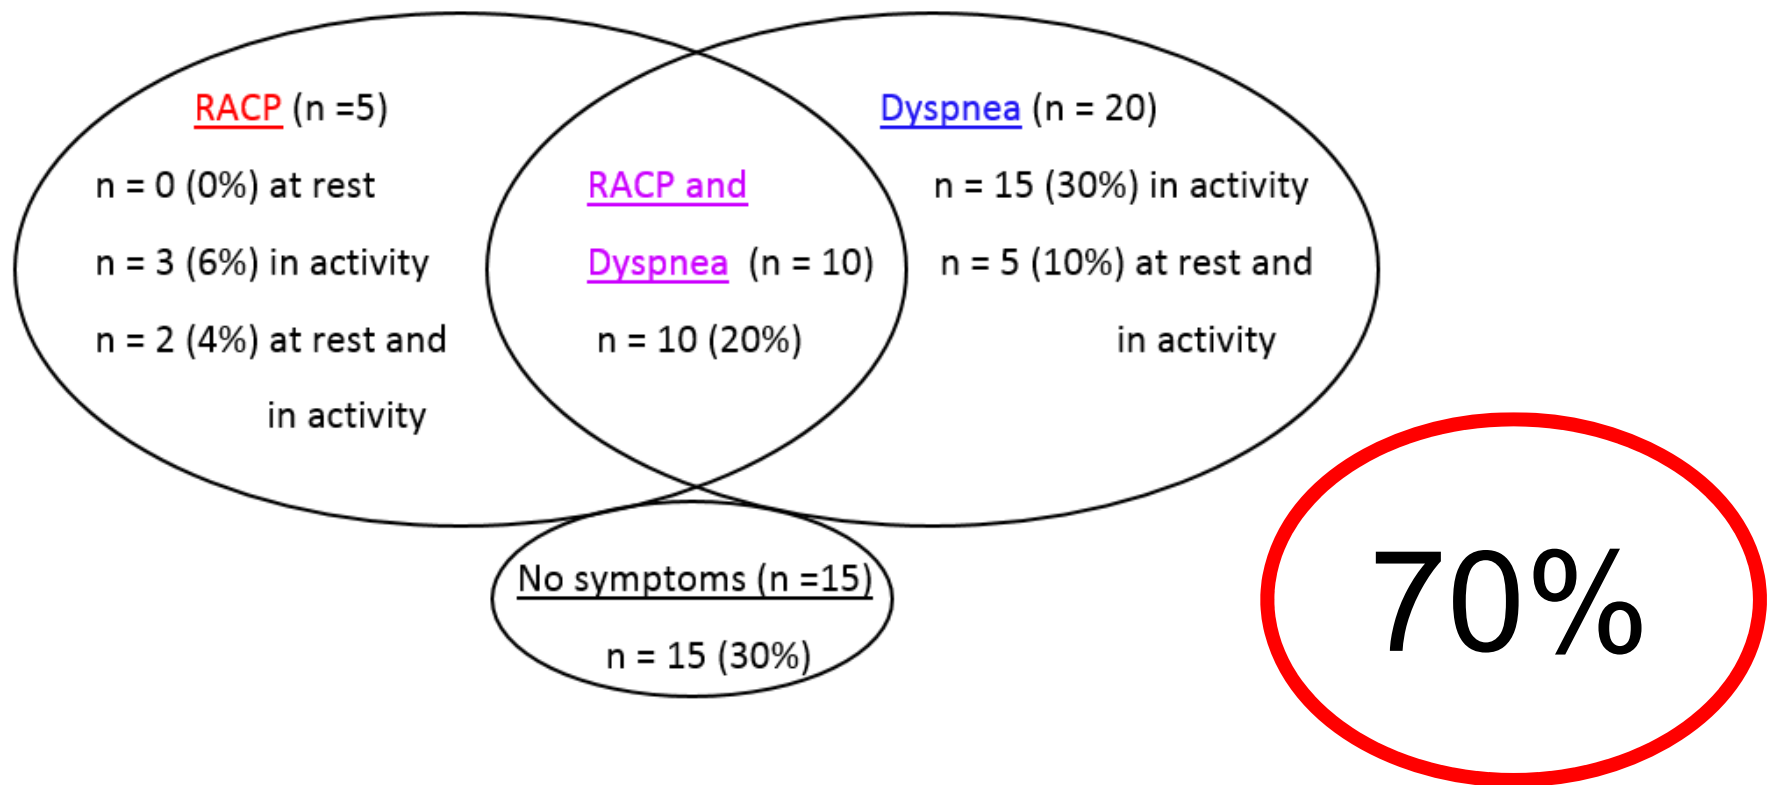 RACP (n =5)
n = 0 (0%) at rest
n = 3 (6%) in activity
n = 2 (4%) at rest and
in activity
RACP and
Dyspnea (n = 10)
n = 10 (20%)
Dyspnea (n = 20)
n = 15 (30%) in activity
n = 5 (10%) at rest and
in activity
No symptoms (n =15)
n = 15 (30%)
70%